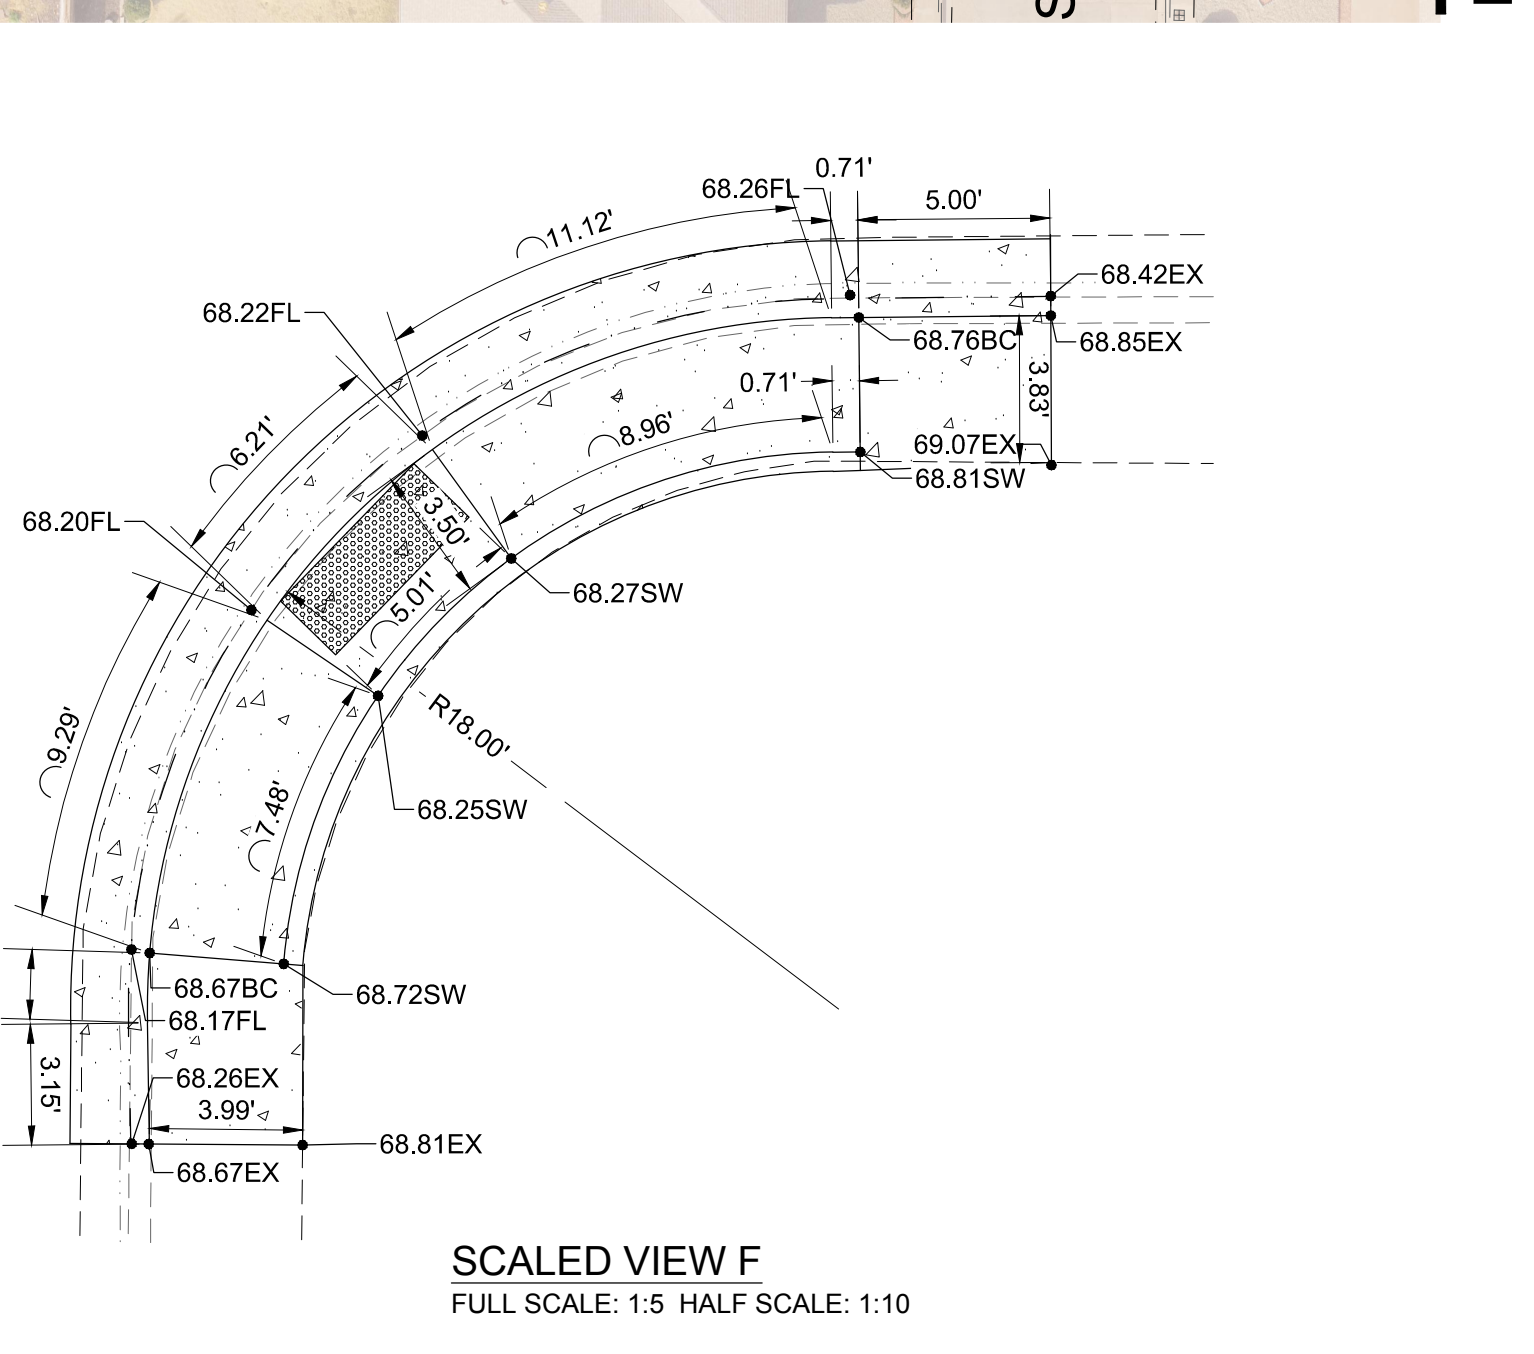 S
0.71'
68.26FL
5.00'
11.12'
68.42EX
68.22FL
68.76BC
68.85EX
0.71'
3.83'
8.96'
69.07EX
6.21'
68.81SW
3.50'
68.20FL
68.27SW
5.01'
R18.00'
9.29'
7.48'
68.25SW
68.67BC
68.72SW
68.17FL
3.15'
68.26EX
3.99'
68.81EX
68.67EX
SCALED VIEW F
FULL SCALE: 1:5 HALF SCALE: 1:10